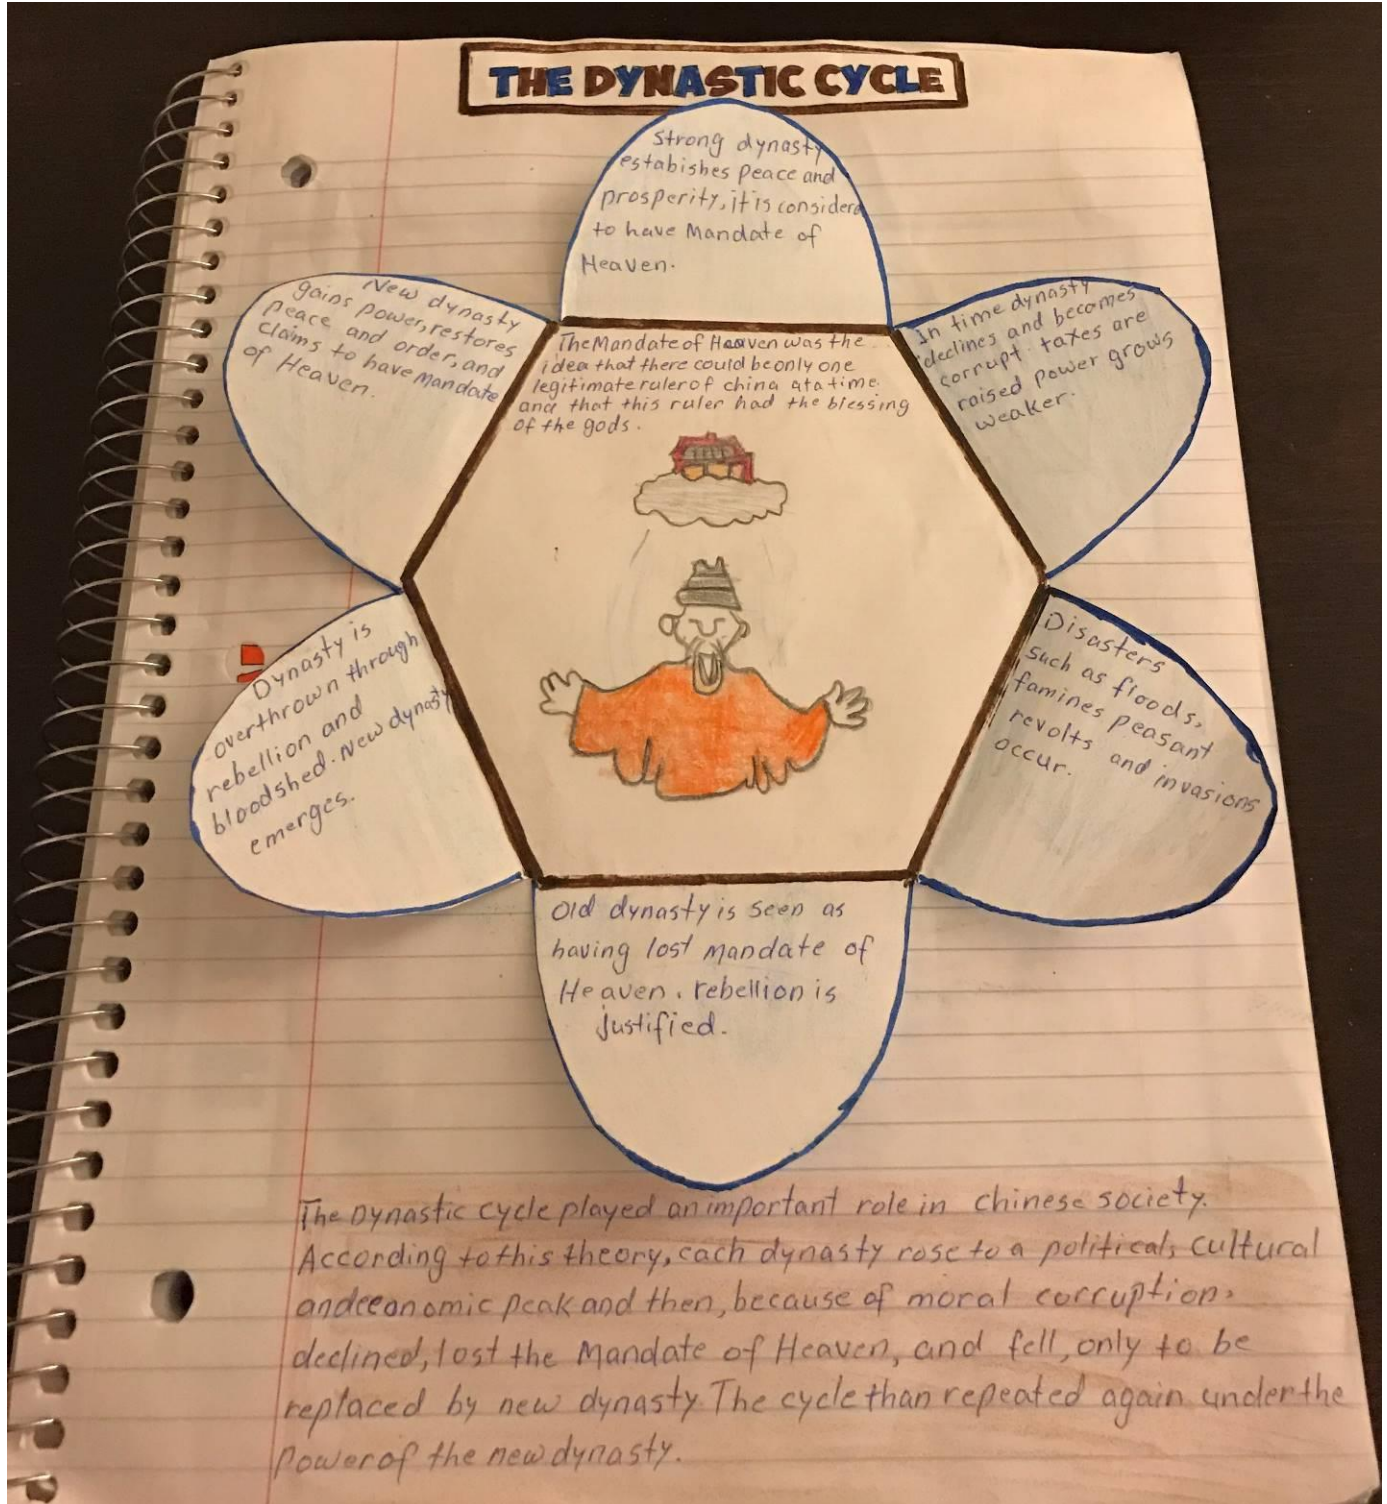 THE DYNASTIC CYCLE
Strong dynasty
estabishes peace and
prosperity, it is considerd
to have Mandate of
Heaven.
In time dynasty
declines and becomes
corrupt. taxes are
raised power grows
weaker.
Disasters
such as floods,
famines peasant
revolts and invasions
occur.
Old dynasty is seen as
having lost Mandate of
Heaven. rebellion is
justified.
Dynasty is
overthrown through
rebellion and
bloodshed. New dynasty
emerges.
New dynasty
gains power, restores
peace and order, and
claims to have Mandate
of Heaven.
The Mandate of Heaven was the
idea that there could be only one
legitimate ruler of china at a time
and that this ruler had the blessing
of the gods.
The Dynastic cycle played an important role in Chinese society.
According to this theory, each dynasty rose to a political, cultural
and economic peak and then, because of moral corruption,
declined, lost the Mandate of Heaven, and fell, only to be
replaced by new dynasty. The cycle than repeated again under the
power of the new dynasty.